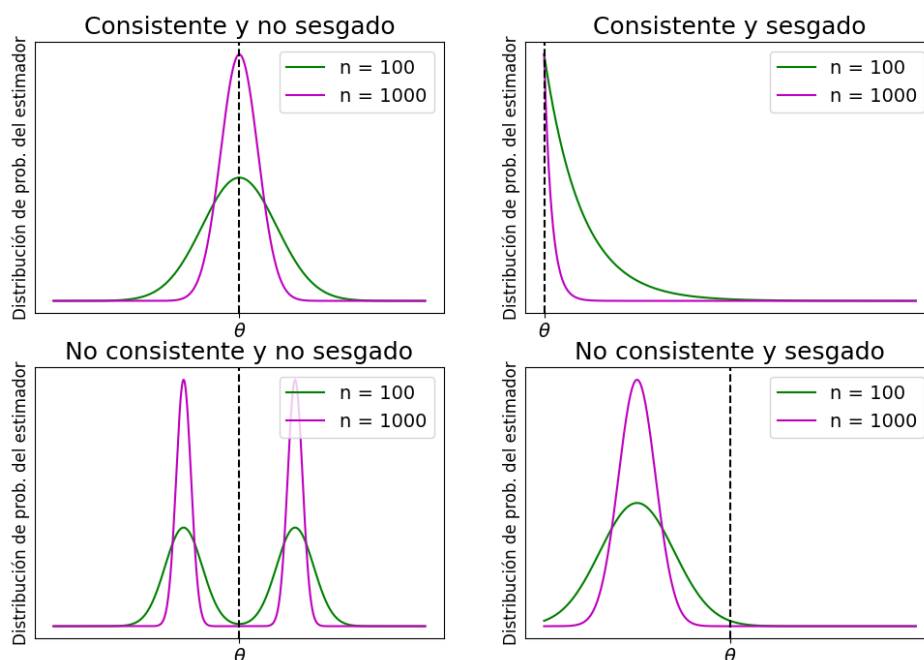 Consistente y no sesgado
Distribución de prob. del estimador
n = 100
n = 1000
θ
Consistente y sesgado
Distribución de prob. del estimador
n = 100
n = 1000
θ
No consistente y no sesgado
Distribución de prob. del estimador
n = 100
n = 1000
θ
No consistente y sesgado
Distribución de prob. del estimador
n = 100
n = 1000
θ